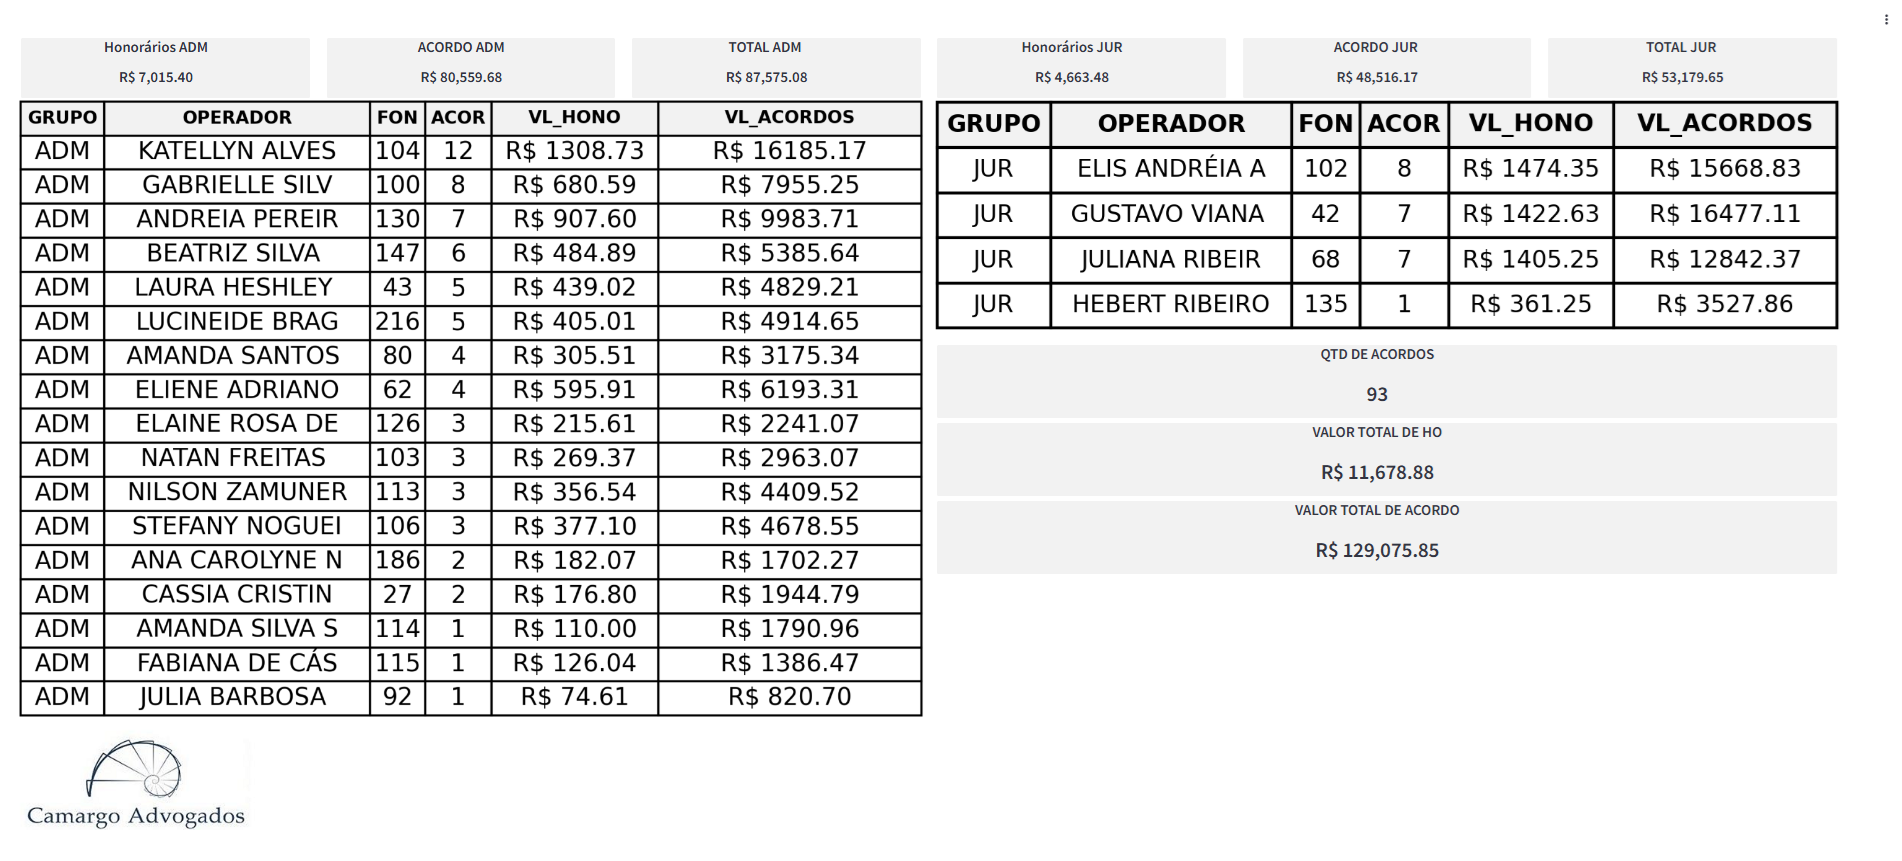 Honorários ADM
R$ 7,015.40
ACORDO ADM
R$ 80,559.68
TOTAL ADM
R$ 87,575.08
GRUPO OPERADOR FON ACOR VL_HONO VL_ACORDOS
ADM KATELLYN ALVES 104 12 R$ 1308.73 R$ 16185.17
ADM GABRIELLE SILV 100 8 R$ 680.59 R$ 7955.25
ADM ANDREIA PEREIR 130 7 R$ 907.60 R$ 9983.71
ADM BEATRIZ SILVA 147 6 R$ 484.89 R$ 5385.64
ADM LAURA HESHLEY 43 5 R$ 439.02 R$ 4829.21
ADM LUCINEIDE BRAG 216 5 R$ 405.01 R$ 4914.65
ADM AMANDA SANTOS 80 4 R$ 305.51 R$ 3175.34
ADM ELIENE ADRIANO 62 4 R$ 595.91 R$ 6193.31
ADM ELAINE ROSA DE 126 3 R$ 215.61 R$ 2241.07
ADM NATAN FREITAS 103 3 R$ 269.37 R$ 2963.07
ADM NILSON ZAMUNER 113 3 R$ 356.54 R$ 4409.52
ADM STEFANY NOGUEI 106 3 R$ 377.10 R$ 4678.55
ADM ANA CAROLYNE N 186 2 R$ 182.07 R$ 1702.27
ADM CASSIA CRISTIN 27 2 R$ 176.80 R$ 1944.79
ADM AMANDA SILVA S 114 1 R$ 110.00 R$ 1790.96
ADM FABIANA DE CÁS 115 1 R$ 126.04 R$ 1386.47
ADM JULIA BARBOSA 92 1 R$ 74.61 R$ 820.70
Camargo Advogados
Honorários JUR
R$ 4,663.48
ACORDO JUR
R$ 48,516.17
TOTAL JUR
R$ 53,179.65
GRUPO OPERADOR FON ACOR VL_HONO VL_ACORDOS
JUR ELIS ANDRÉIA A 102 8 R$ 1474.35 R$ 15668.83
JUR GUSTAVO VIANA 42 7 R$ 1422.63 R$ 16477.11
JUR JULIANA RIBEIR 68 7 R$ 1405.25 R$ 12842.37
JUR HEBERT RIBEIRO 135 1 R$ 361.25 R$ 3527.86
QTD DE ACORDOS
93
VALOR TOTAL DE HO
R$ 11,678.88
VALOR TOTAL DE ACORDO
R$ 129,075.85